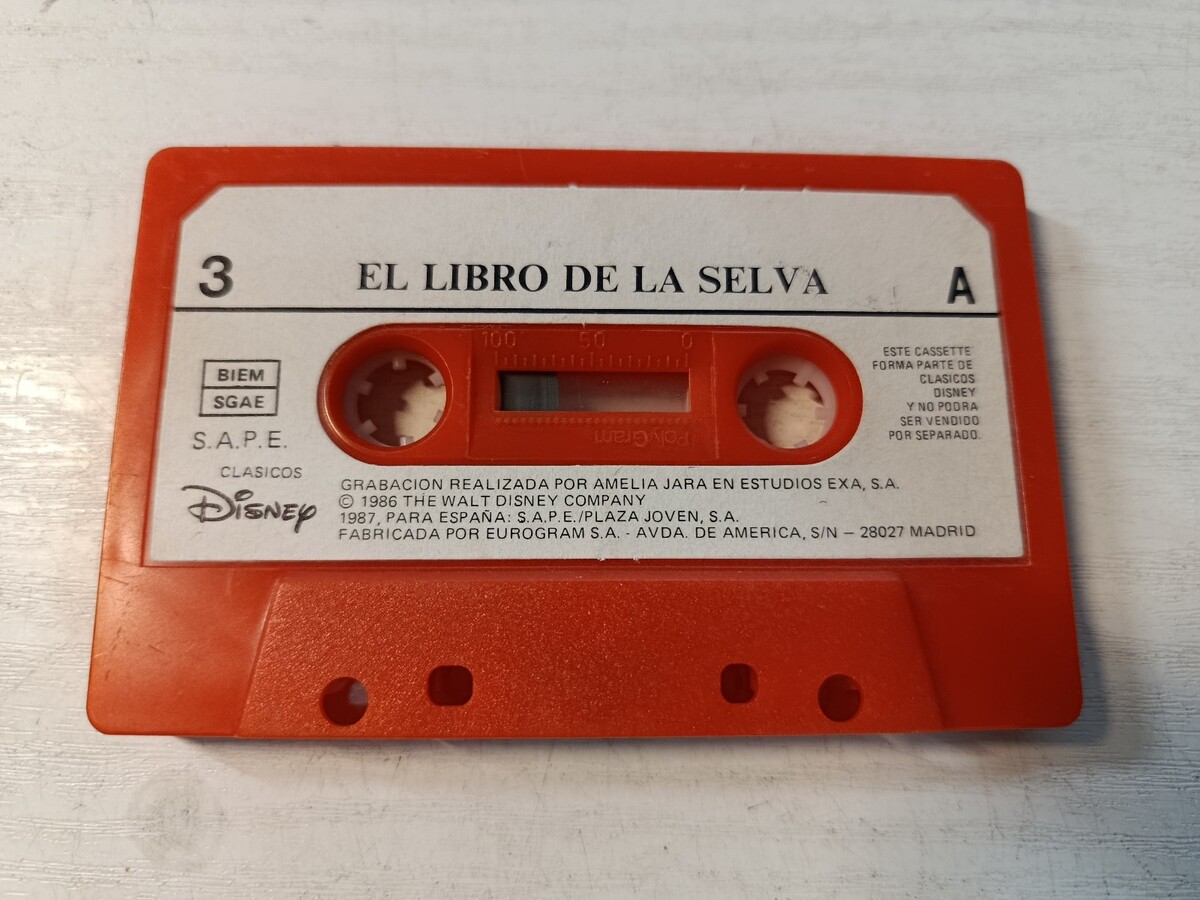 3 EL LIBRO DE LA SELVA A
100 50 0
BIEM
SGAE
S.A.P.E.
CLASICOS
Disney
ESTE CASSETTE
FORMA PARTE DE
CLASICOS
DISNEY
Y NO PODRA
SER VENDIDO
POR SEPARADO.
PolyGram
GRABACION REALIZADA POR AMELIA JARA EN ESTUDIOS EXA, S.A.
© 1986 THE WALT DISNEY COMPANY
1987, PARA ESPAÑA: S.A.P.E./PLAZA JOVEN, S.A.
FABRICADA POR EUROGRAM S.A. - AVDA. DE AMERICA, S/N – 28027 MADRID